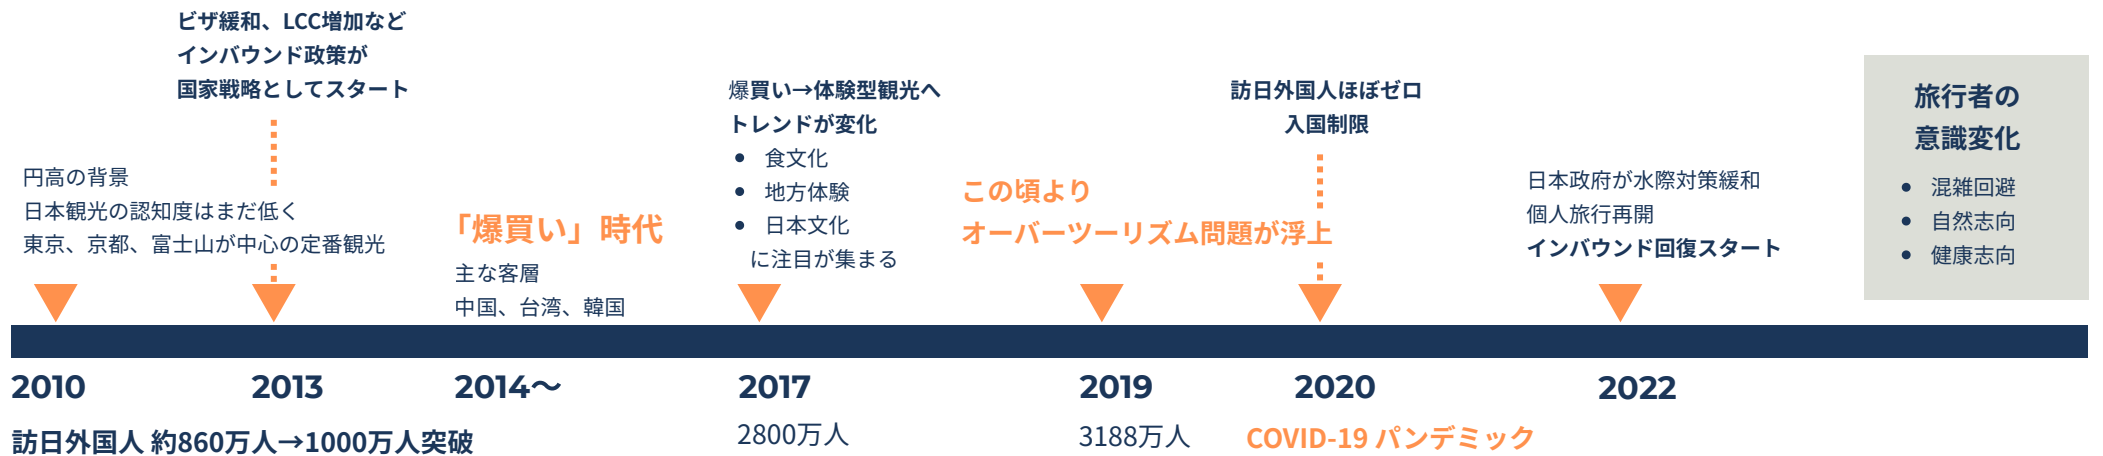 ビザ緩和、LCC増加など
インバウンド政策が
国家戦略としてスタート
円高の背景
日本観光の認知度はまだ低く
東京、京都、富士山が中心の定番観光
「爆買い」時代
主な客層
中国、台湾、韓国
爆買い→体験型観光へ
トレンドが変化
• 食文化
• 地方体験
• 日本文化
に注目が集まる
この頃より
オーバーツーリズム問題が浮上
訪日外国人ほぼゼロ
入国制限
日本政府が水際対策緩和
個人旅行再開
インバウンド回復スタート
旅行者の
意識変化
• 混雑回避
• 自然志向
• 健康志向
2010
2013
2014〜
2017
2019
2020
2022
訪日外国人 約860万人→1000万人突破
2800万人
3188万人
COVID-19 パンデミック